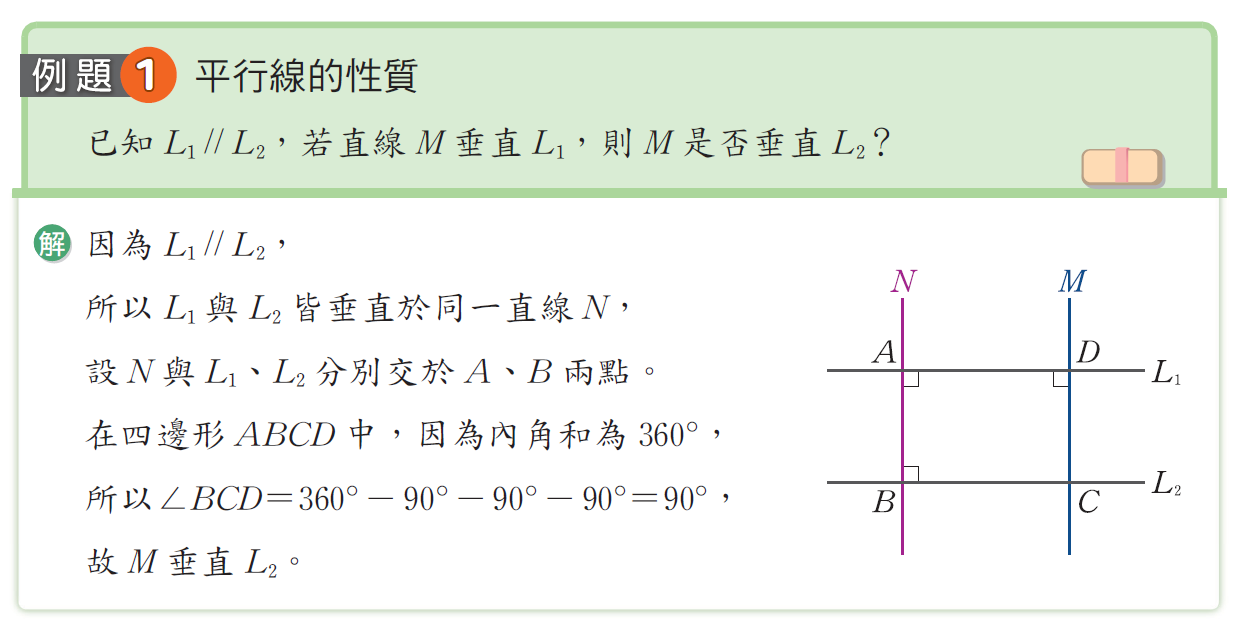 例題 1 平行線的性質
已知 L₁ // L₂，若直線 M 垂直 L₁，則 M 是否垂直 L₂？
解 因為 L₁ // L₂，
所以 L₁ 與 L₂ 皆垂直於同一直線 N，
設 N 與 L₁、L₂ 分別交於 A、B 兩點。
在四邊形 ABCD 中，因為內角和為 360°，
所以∠BCD＝360°－90°－90°－90°＝90°，
故 M 垂直 L₂。
N M
A D
L₁
L₂
B C